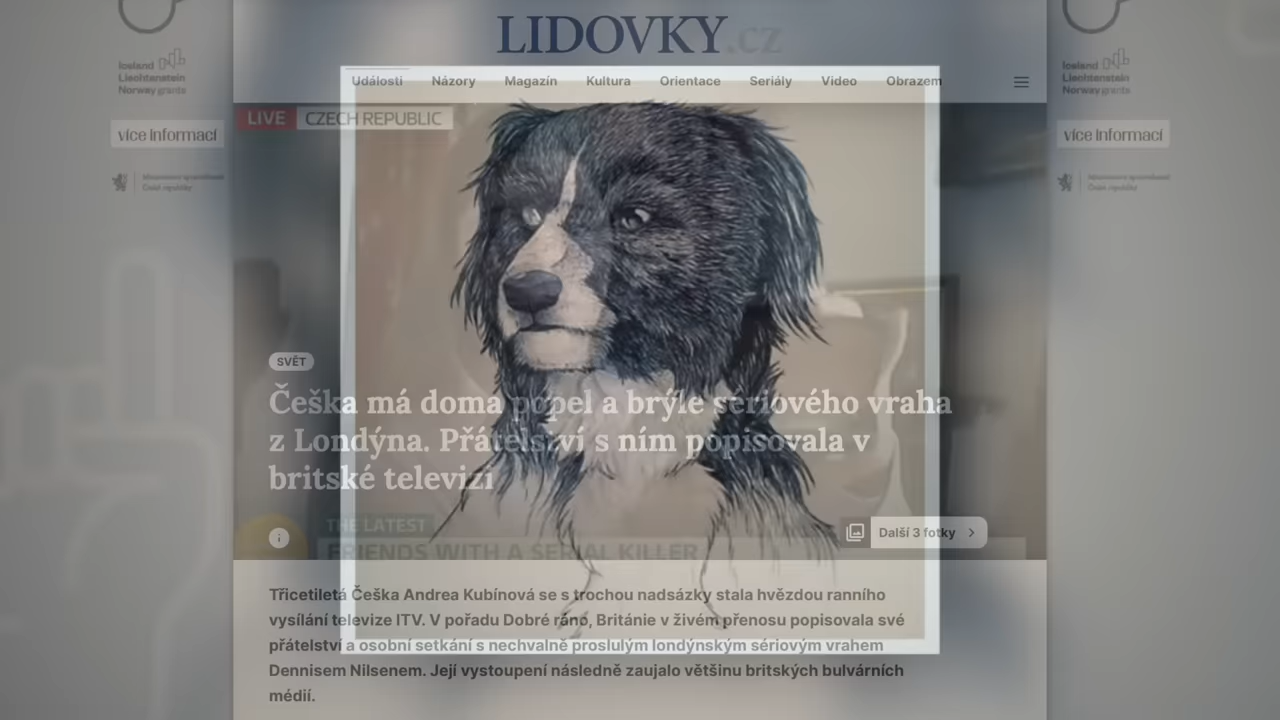 LIDOVKY.cz
Události Názory Magazín Kultura Orientace Seriály Video Obrazem
Iceland
Liechtenstein
Norway grants
více informací
Iceland
Liechtenstein
Norway grants
více informací
LIVE CZECH REPUBLIC
SVĚT
Češka má doma popel a brýle sériového vraha
z Londýna. Přátelství s ním popisovala v
britské televizi
THE LATEST
FRIENDS WITH A SERIAL KILLER
Další 3 fotky
Třicetiletá Češka Andrea Kubínová se s trochou nadsázky stala hvězdou ranního
vysílání televize ITV. V pořadu Dobré ráno, Británie v živém přenosu popisovala své
přátelství a osobní setkání s nechvalně proslulým londýnským sériovým vrahem
Dennisem Nilsenem. Její vystoupení následně zaujalo většinu britských bulvárních
médií.